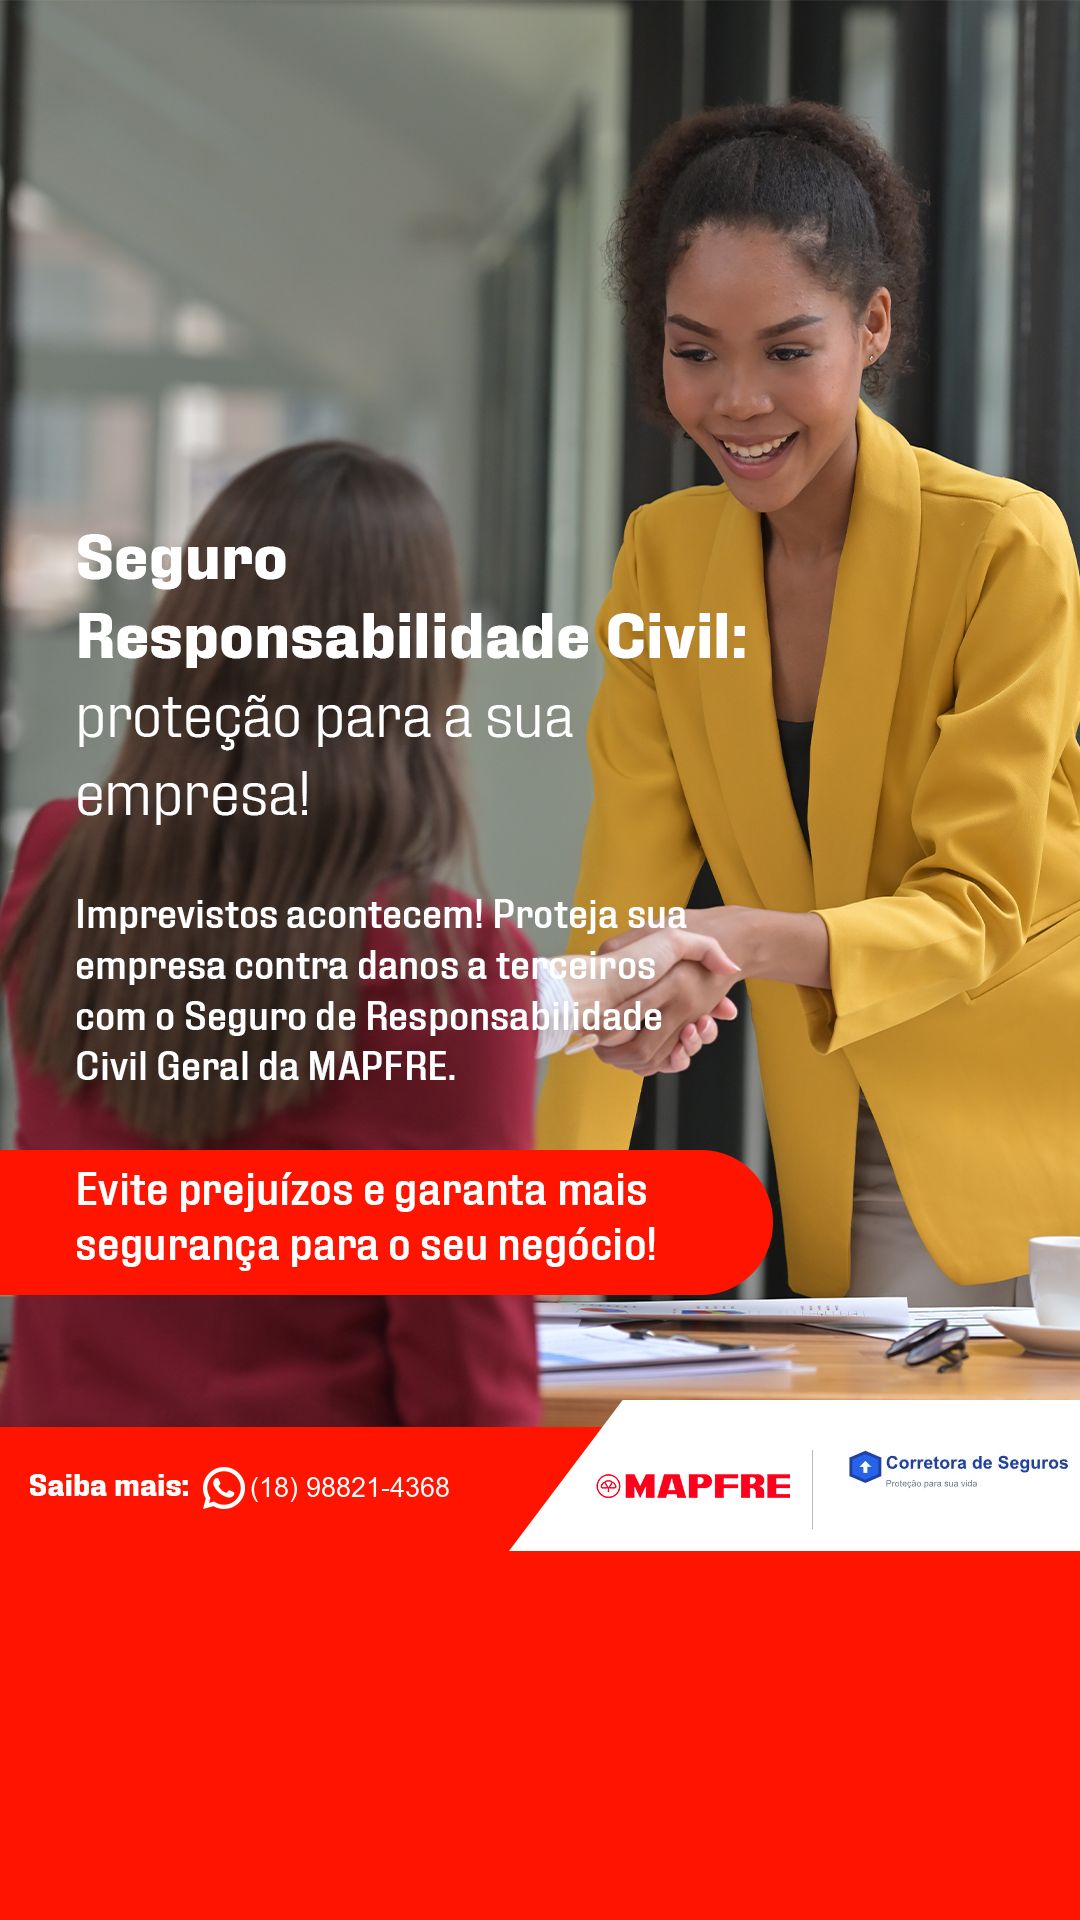 Seguro
Responsabilidade Civil:
proteção para a sua
empresa!
Imprevistos acontecem! Proteja sua
empresa contra danos a terceiros
com o Seguro de Responsabilidade
Civil Geral da MAPFRE.
Evite prejuízos e garanta mais
segurança para o seu negócio!
Saiba mais: (18) 98821-4368
MAPFRE
Corretora de Seguros
Proteção para sua vida